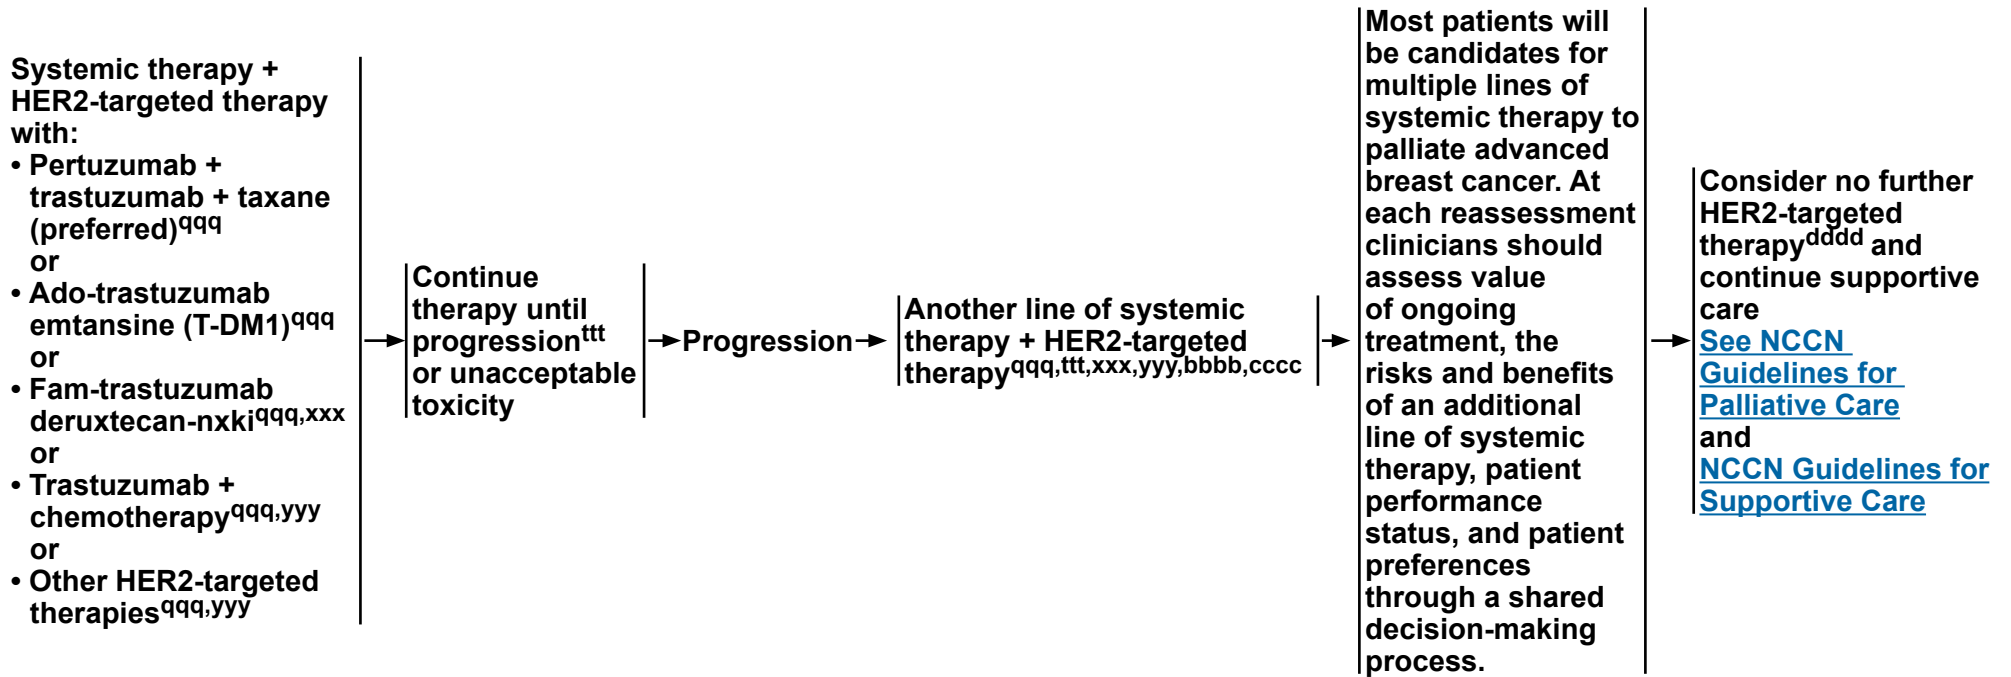 Systemic therapy +
HER2-targeted therapy
with:
• Pertuzumab +
trastuzumab + taxane
(preferred)qqq
or
• Ado-trastuzumab
emtansine (T-DM1)qqq
or
• Fam-trastuzumab
deruxtecan-nxkiqqq,xxx
or
• Trastuzumab +
chemotherapyqqq,yyy
or
• Other HER2-targeted
therapiesqqq,yyy
Continue
therapy until
progressionttt
or unacceptable
toxicity
Progression
Another line of systemic
therapy + HER2-targeted
therapyqqq,ttt,xxx,yyy,bbbb,cccc
Most patients will
be candidates for
multiple lines of
systemic therapy to
palliate advanced
breast cancer. At
each reassessment
clinicians should
assess value
of ongoing
treatment, the
risks and benefits
of an additional
line of systemic
therapy, patient
performance
status, and patient
preferences
through a shared
decision-making
process.
Consider no further
HER2-targeted
therapydddd and
continue supportive
care
See NCCN
Guidelines for
Palliative Care
and
NCCN Guidelines for
Supportive Care